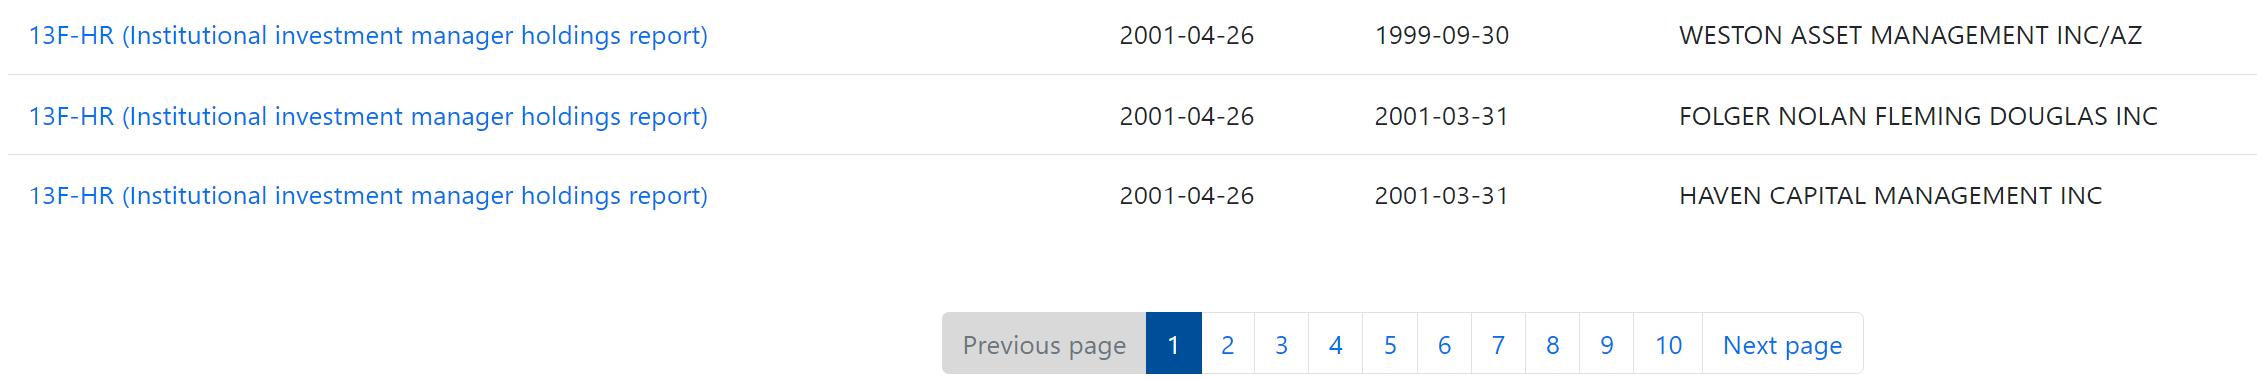 13F-HR (Institutional investment manager holdings report) 2001-04-26 1999-09-30 WESTON ASSET MANAGEMENT INC/AZ
13F-HR (Institutional investment manager holdings report) 2001-04-26 2001-03-31 FOLGER NOLAN FLEMING DOUGLAS INC
13F-HR (Institutional investment manager holdings report) 2001-04-26 2001-03-31 HAVEN CAPITAL MANAGEMENT INC
Previous page 1 2 3 4 5 6 7 8 9 10 Next page